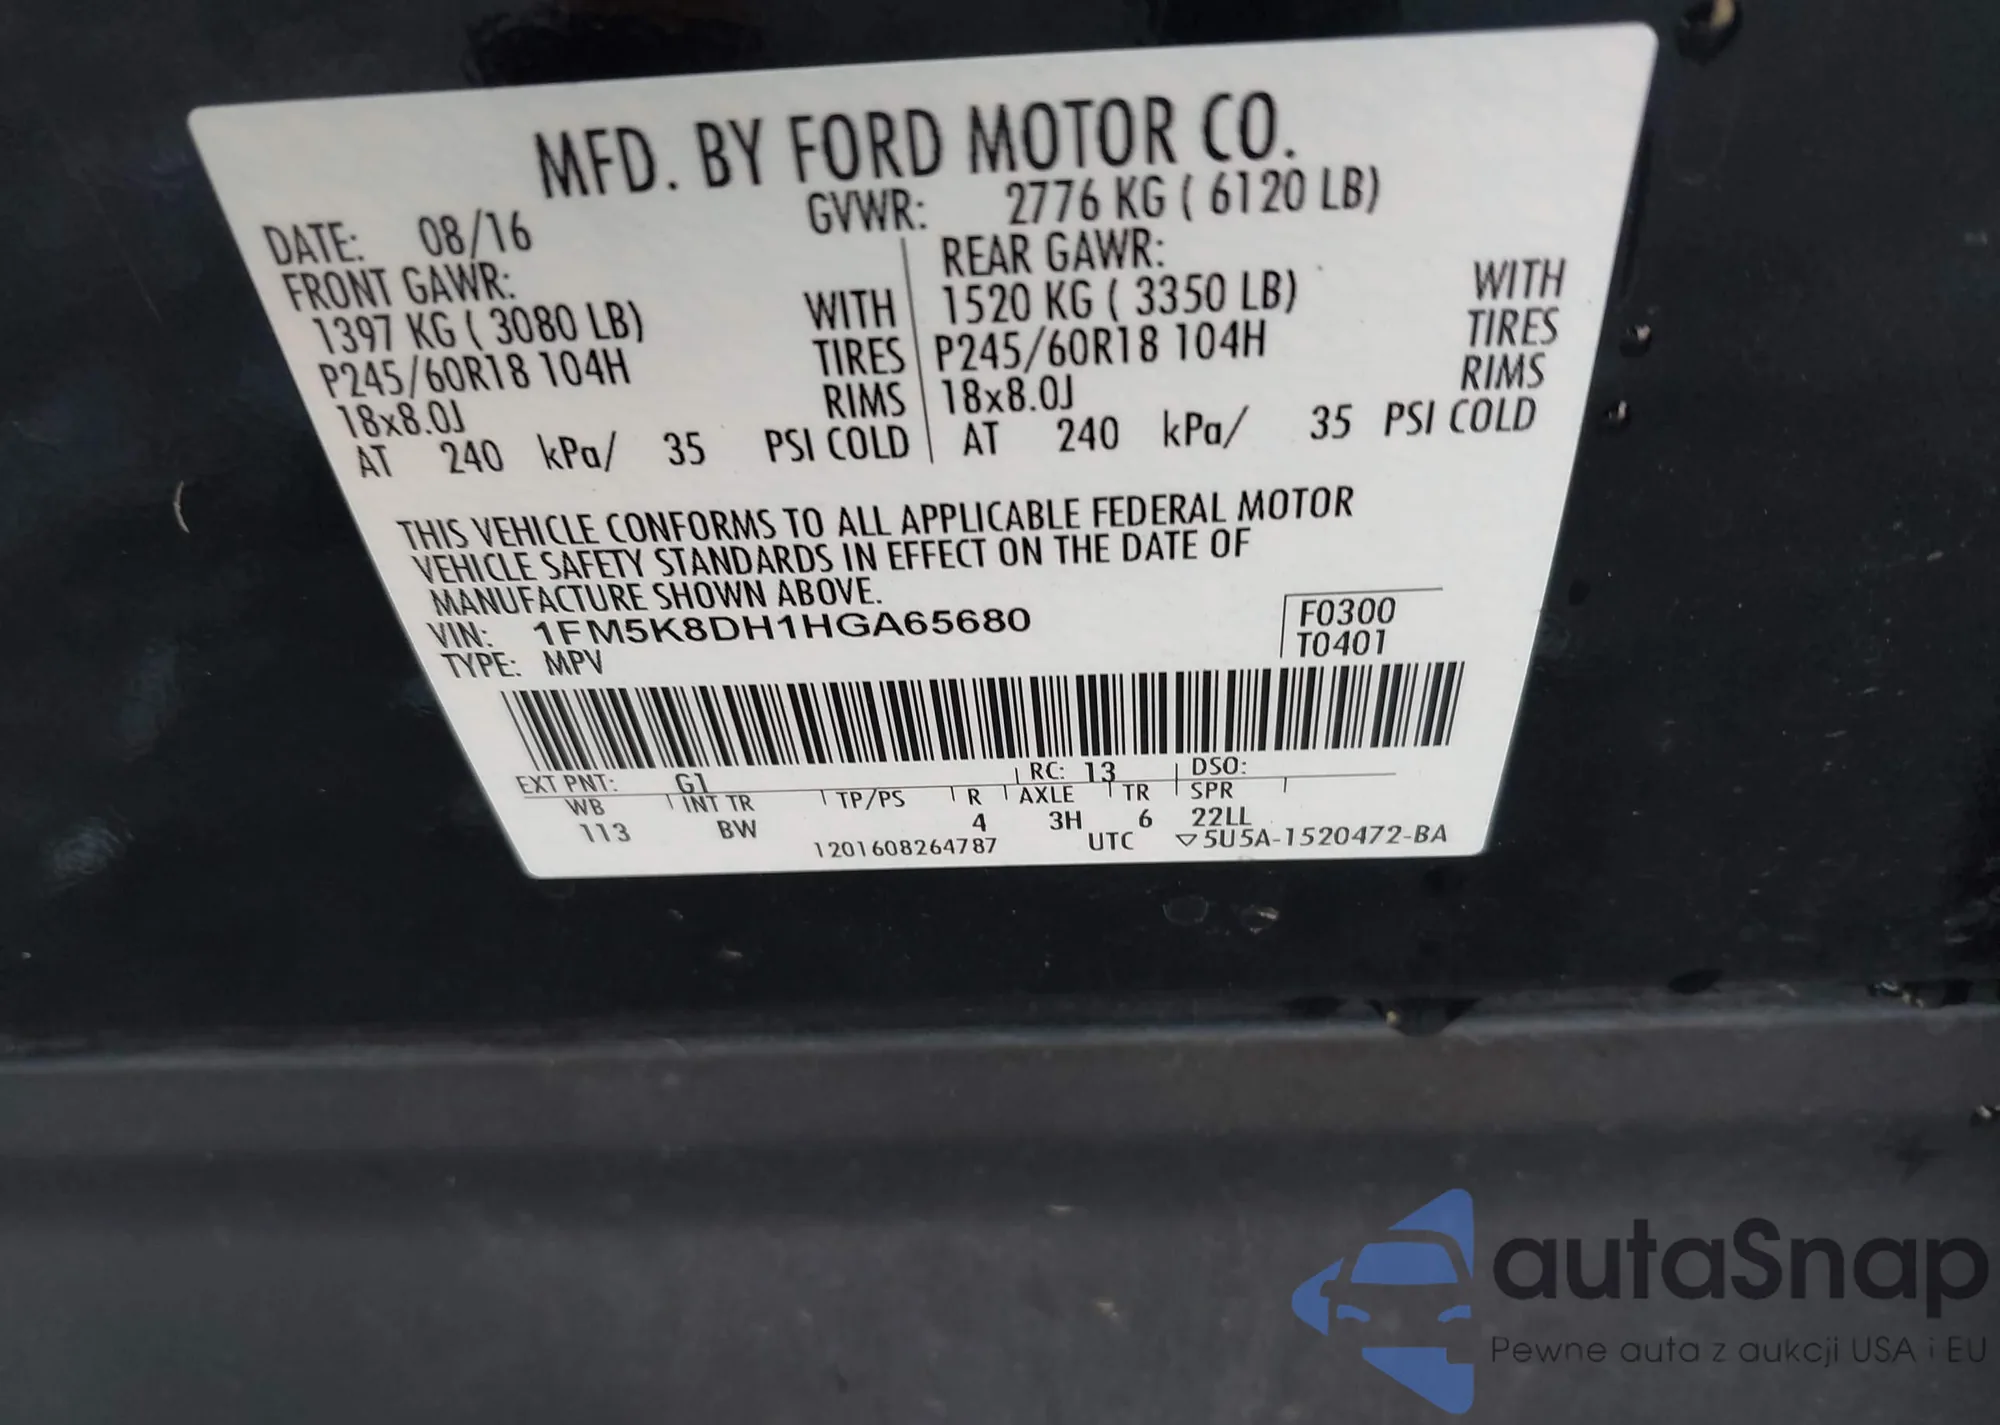 MFD. BY FORD MOTOR CO.
DATE: 08/16 GVWR: 2776 KG ( 6120 LB)
FRONT GAWR: REAR GAWR:
1397 KG ( 3080 LB) WITH 1520 KG ( 3350 LB) WITH
P245/60R18 104H TIRES P245/60R18 104H TIRES
18x8.0J RIMS 18x8.0J RIMS
AT 240 kPa/ 35 PSI COLD AT 240 kPa/ 35 PSI COLD
THIS VEHICLE CONFORMS TO ALL APPLICABLE FEDERAL MOTOR
VEHICLE SAFETY STANDARDS IN EFFECT ON THE DATE OF
MANUFACTURE SHOWN ABOVE.
VIN: 1FM5K8DH1HGA65680 F0300
TYPE: MPV T0401
EXT PNT: G1 RC: 13 DSO:
WB INT TR TP/PS R AXLE TR SPR
113 BW 4 3H 6 22LL
1201608264787 UTC ▽5U5A-1520472-BA
autaSnap
Pewne auta z aukcji USA i EU